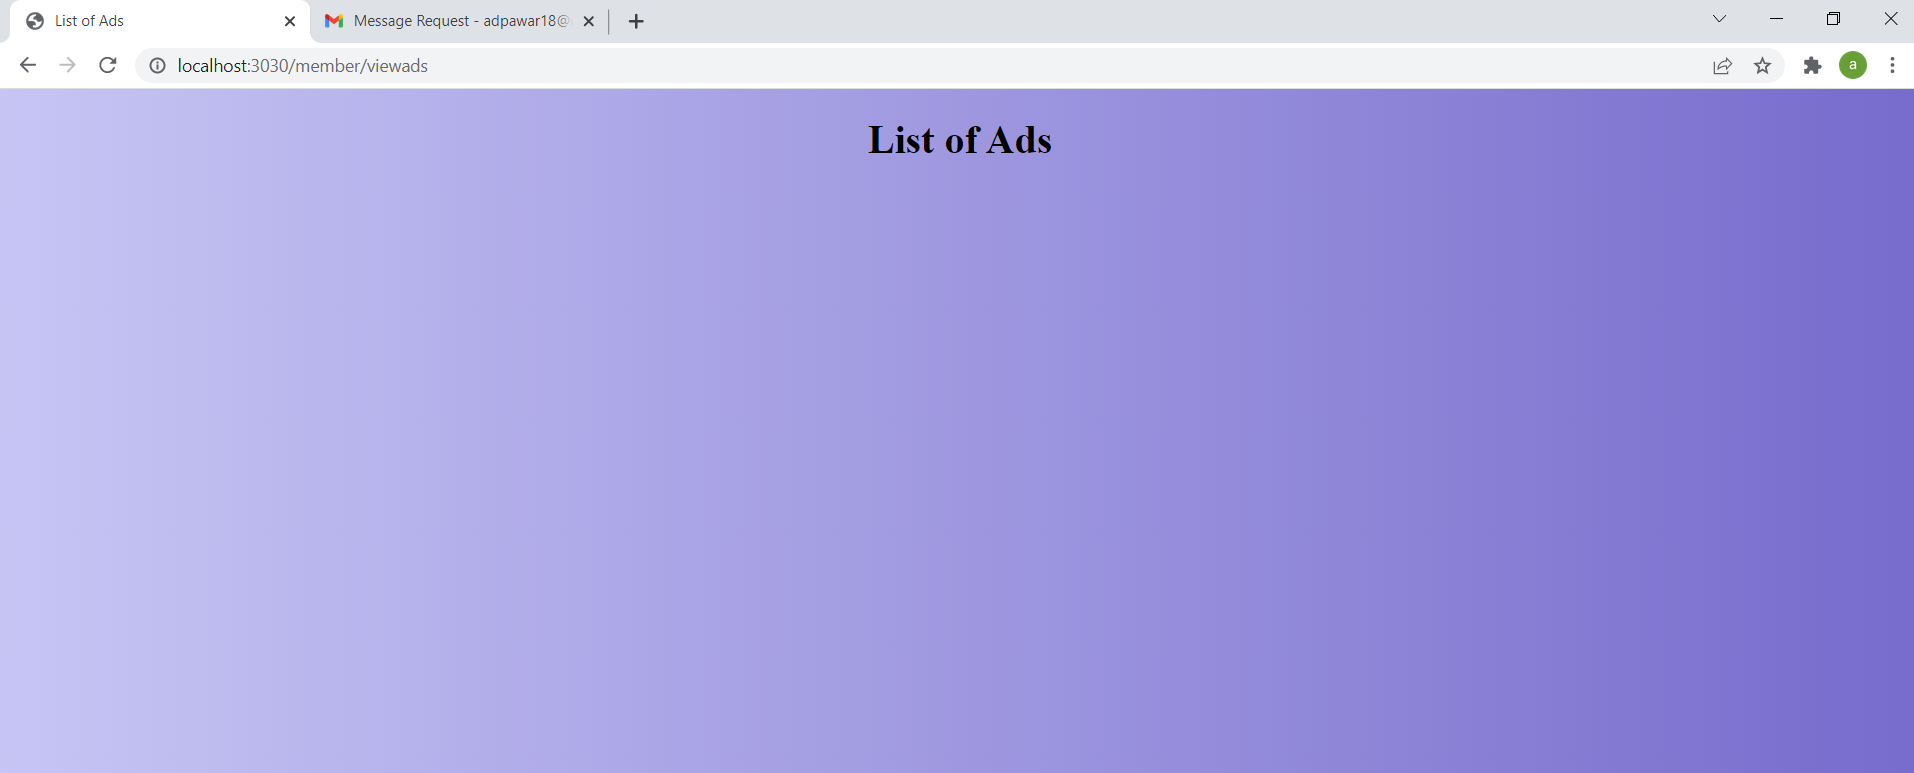 List of Ads
Message Request - adpawar18@
localhost:3030/member/viewads
a
List of Ads